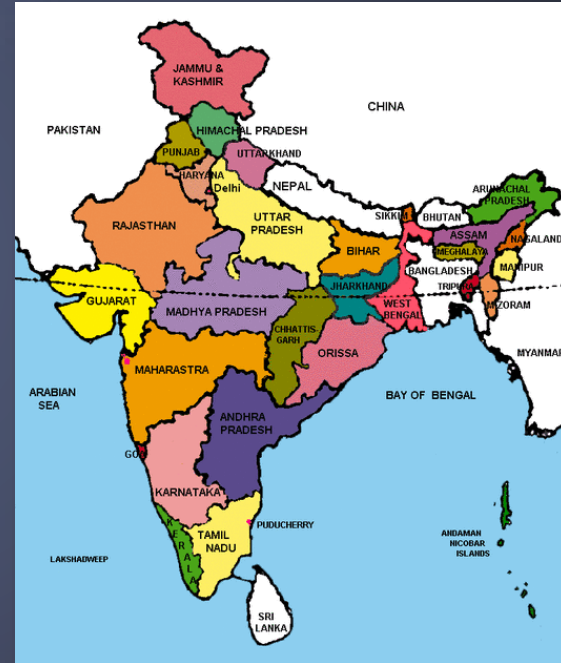 JAMMU &
KASHMIR
CHINA
PAKISTAN
HIMACHAL PRADESH
PUNJAB
UTTARKHAND
HARYANA
Delhi
NEPAL
ARUNACHAL
PRADESH
SIKKIM
BHUTAN
RAJASTHAN
UTTAR
PRADESH
ASSAM
NAGALAND
BIHAR
MEGHALAYA
BANGLADESH
MANIPUR
JHARKHAND
TRIPURA
GUJARAT
MADHYA PRADESH
WEST
BENGAL
MIZORAM
CHHATTIS-
GARH
ORISSA
MYANMAR
MAHARASTRA
ARABIAN
SEA
BAY OF BENGAL
ANDHRA
PRADESH
GOA
KARNATAKA
PUDUCHERRY
TAMIL
NADU
KERALA
ANDAMAN
NICOBAR
ISLANDS
LAKSHADWEEP
SRI
LANKA